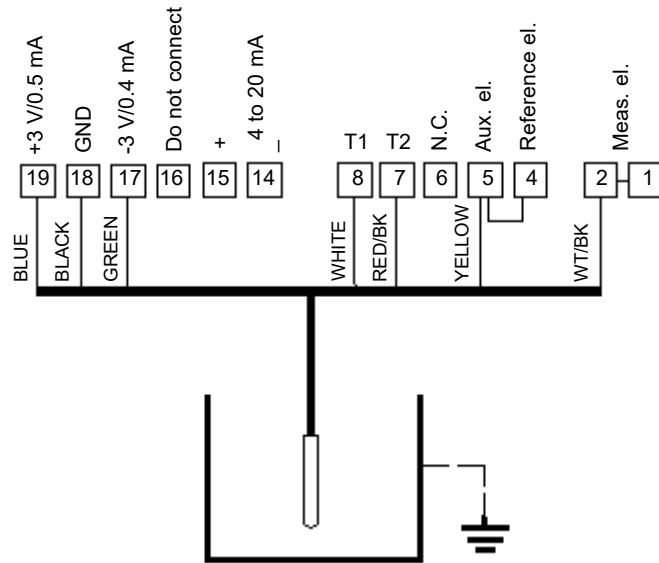 +3 V/0.5 mA
GND
-3 V/0.4 mA
Do not connect
+
4 to 20 mA
_
T1
T2
N.C.
Aux. el.
Reference el.
Meas. el.
19
18
17
16
15
14
8
7
6
5
4
2
1
BLUE
BLACK
GREEN
WHITE
RED/BK
YELLOW
WT/BK